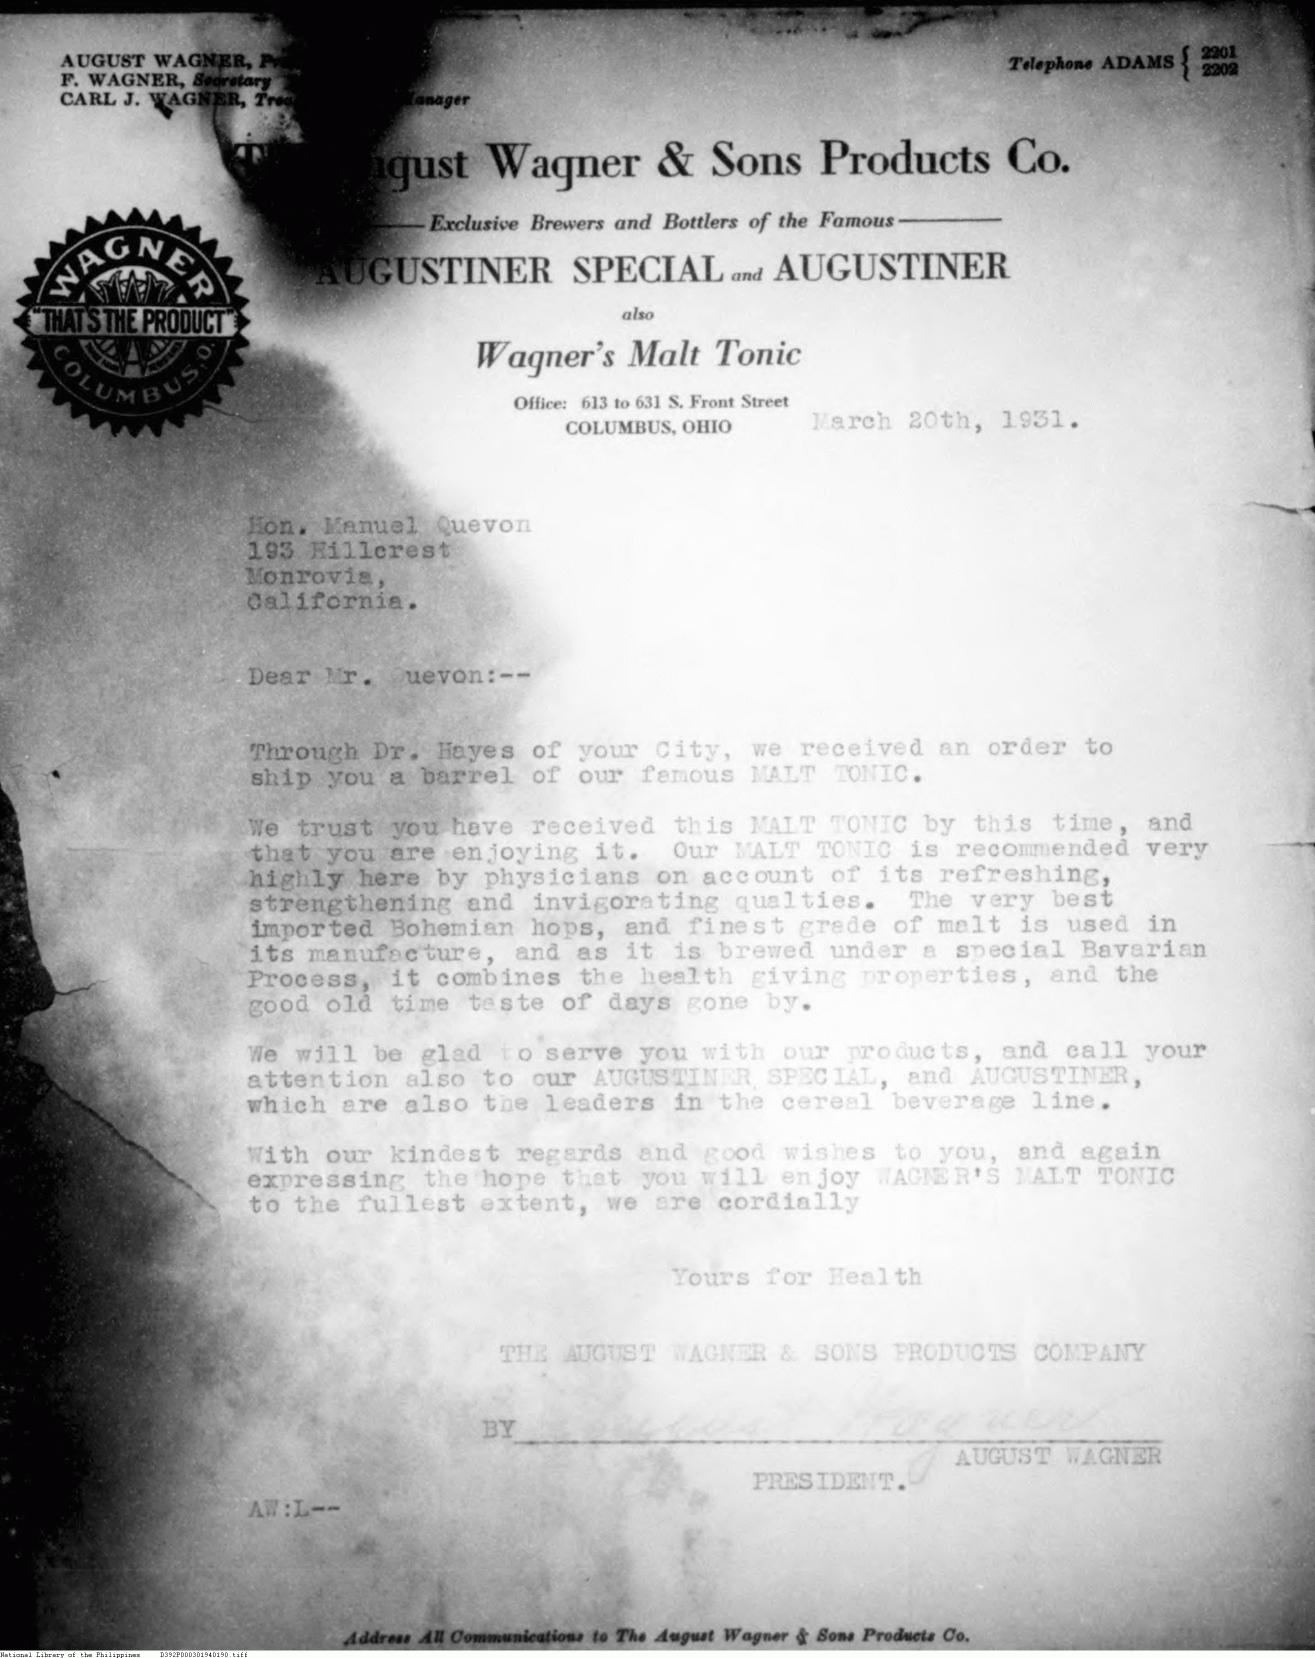 AUGUST WAGNER,
F. WAGNER, Secretary
CARL J. WAGNER, Manager
Telephone ADAMS { 2201
2202
August Wagner & Sons Products Co.
Exclusive Brewers and Bottlers of the Famous
AUGUSTINER SPECIAL and AUGUSTINER
also
Wagner's Malt Tonic
Office: 613 to 631 S. Front Street
COLUMBUS, OHIO
WAGNER
"THAT'S THE PRODUCT"
COLUMBUS, O.
March 20th, 1931.
Hon. Manuel Quevon
193 Hillcrest
Monrovia,
California.
Dear Mr. Quevon:--
Through Dr. Hayes of your City, we received an order to
ship you a barrel of our famous MALT TONIC.
We trust you have received this MALT TONIC by this time, and
that you are enjoying it. Our MALT TONIC is recommended very
highly here by physicians on account of its refreshing,
strengthening and invigorating qualties. The very best
imported Bohemian hops, and finest grade of malt is used in
its manufacture, and as it is brewed under a special Bavarian
Process, it combines the health giving properties, and the
good old time taste of days gone by.
We will be glad to serve you with our products, and call your
attention also to our AUGUSTINER SPECIAL, and AUGUSTINER,
which are also the leaders in the cereal beverage line.
With our kindest regards and good wishes to you, and again
expressing the hope that you will enjoy WAGNER'S MALT TONIC
to the fullest extent, we are cordially
Yours for Health
THE AUGUST WAGNER & SONS PRODUCTS COMPANY
BY August Wagner
AUGUST WAGNER
PRESIDENT.
AW:L--
Address All Communications to The August Wagner & Sons Products Co.
National Library of the Philippines D392P000301940190.tiff